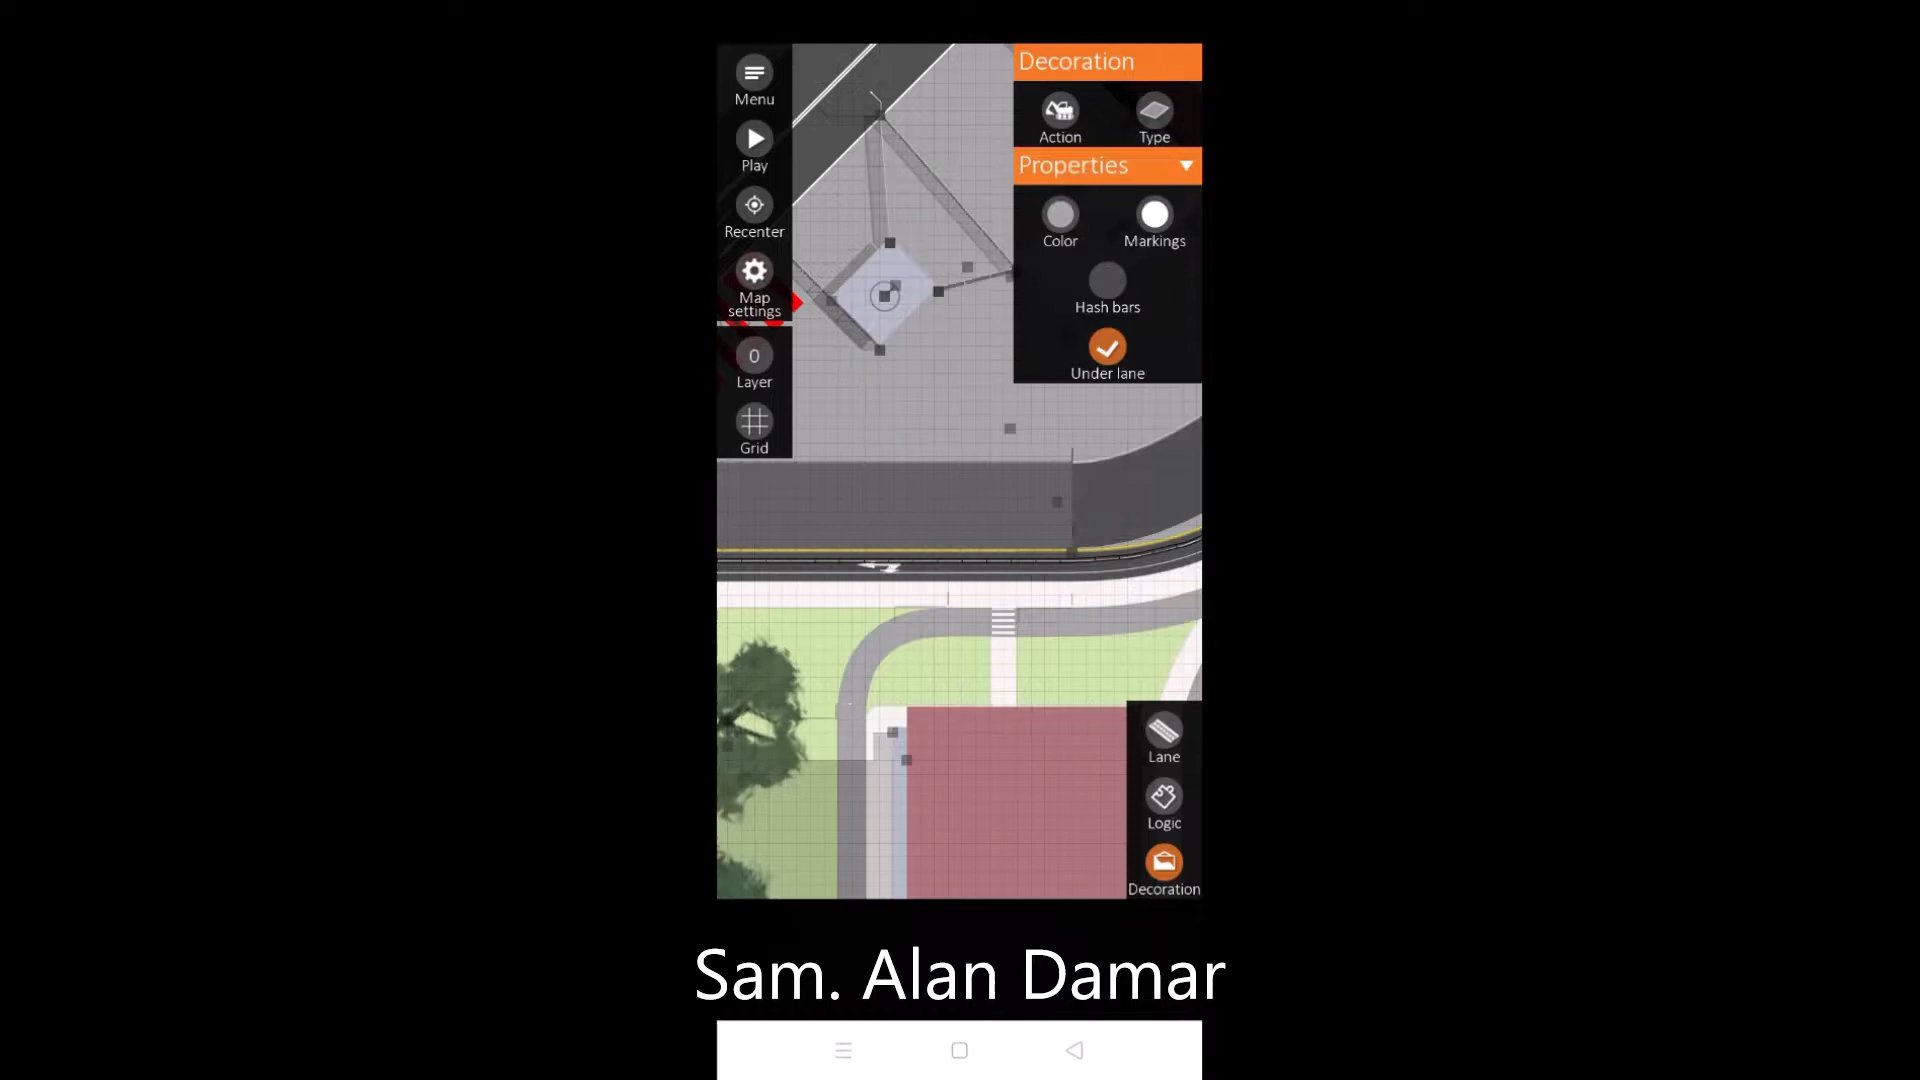 Menu
Play
Recenter
Map
settings
0
Layer
Grid
Decoration
Action
Type
Properties
Color
Markings
Hash bars
Under lane
Lane
Logic
Decoration
Sam. Alan Damar